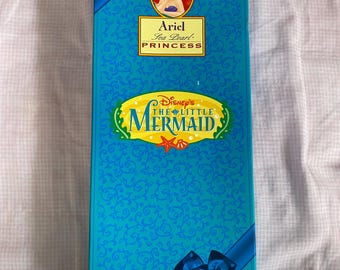 Ariel
Sea Pearl
PRINCESS
DISNEY'S
THE LITTLE
MERMAID